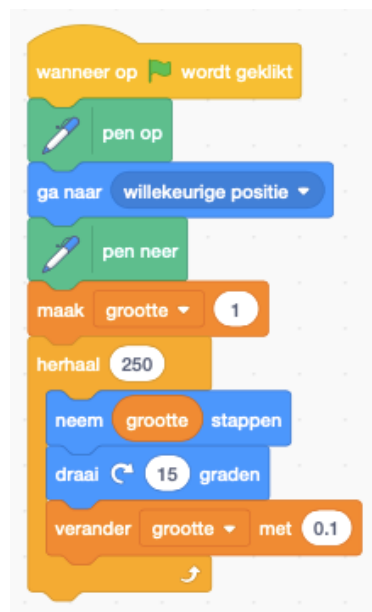 wanneer op wordt geklikt
pen op
ga naar willekeurige positie
pen neer
maak grootte 1
herhaal 250
neem grootte stappen
draai 15 graden
verander grootte met 0.1